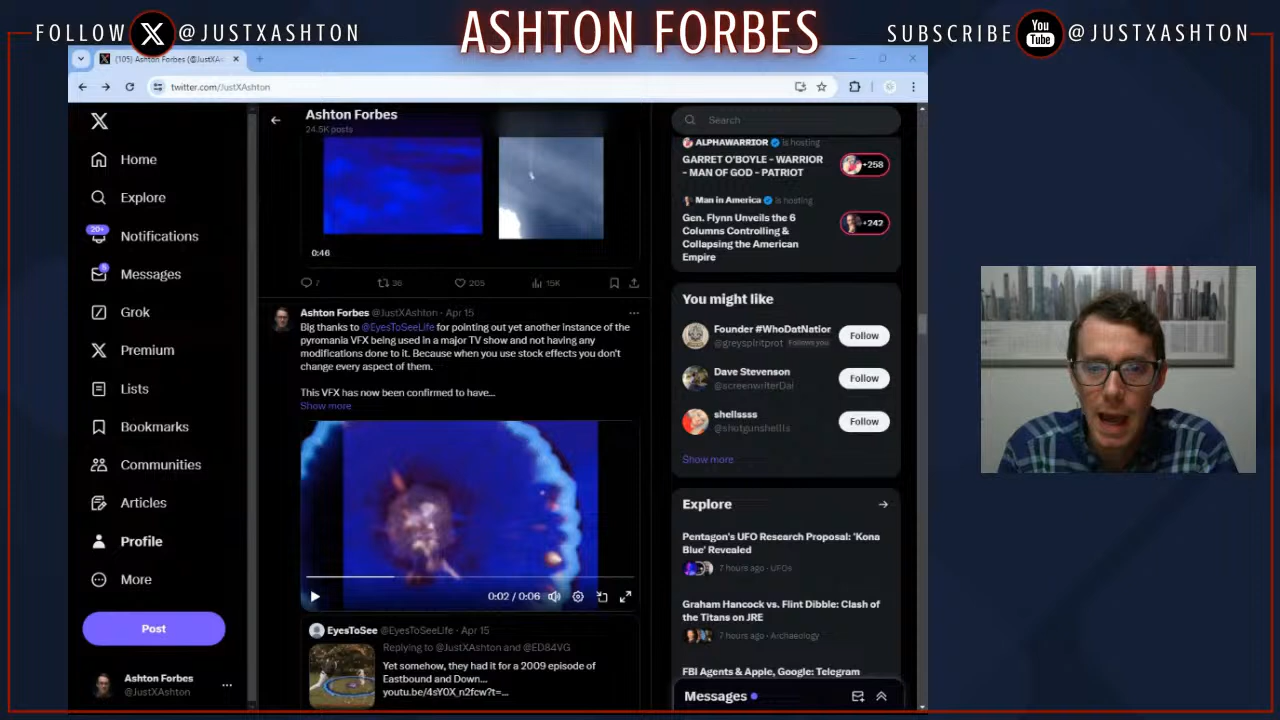 FOLLOW X @JUSTXASHTON
ASHTON FORBES
SUBSCRIBE You Tube @JUSTXASHTON
(105) Ashton Forbes (@JustXAs
twitter.com/JustXAshton
Home
Explore
20+
Notifications
Messages
Grok
Premium
Lists
Bookmarks
Communities
Articles
Profile
More
Post
Ashton Forbes
@JustXAshton
Ashton Forbes
24.5K posts
0:46
7 36 205 15K
Ashton Forbes @JustXAshton · Apr 15
Big thanks to @EyesToSeeLife for pointing out yet another instance of the
pyromania VFX being used in a major TV show and not having any
modifications done to it. Because when you use stock effects you don't
change every aspect of them.
This VFX has now been confirmed to have...
Show more
0:02 / 0:06
EyesToSee @EyesToSeeLife · Apr 15
Replying to @JustXAshton and @ED84VG
Yet somehow, they had it for a 2009 episode of
Eastbound and Down...
youtu.be/4sY0X_n2fcw?t=...
Search
ALPHAWARRIOR is hosting
GARRET O'BOYLE - WARRIOR
- MAN OF GOD - PATRIOT
+258
Man in America is hosting
Gen. Flynn Unveils the 6
Columns Controlling &
Collapsing the American
Empire
+242
You might like
Founder #WhoDatNation
@greyspiritprot Follows you
Follow
Dave Stevenson
@screenwriterDai
Follow
shellssss
@shotgunshellls
Follow
Show more
Explore
Pentagon's UFO Research Proposal: 'Kona
Blue' Revealed
7 hours ago · UFOs
Graham Hancock vs. Flint Dibble: Clash of
the Titans on JRE
7 hours ago · Archaeology
FBI Agents & Apple, Google: Telegram
Messages